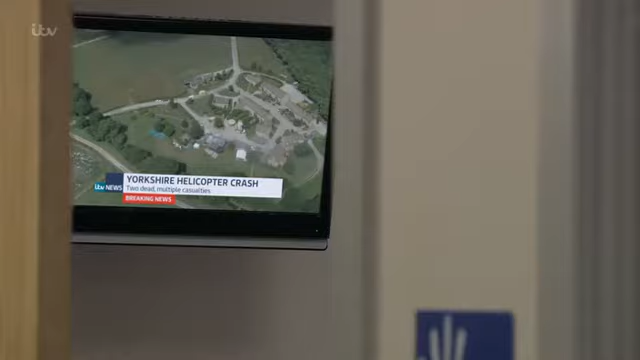 itv
YORKSHIRE HELICOPTER CRASH
itv NEWS Two dead, multiple casualties
BREAKING NEWS